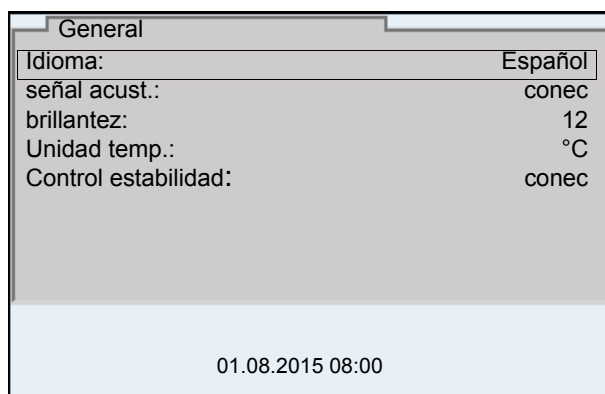 General
Idioma: Español
señal acust.: conec
brillantez: 12
Unidad temp.: °C
Control estabilidad: conec
01.08.2015 08:00